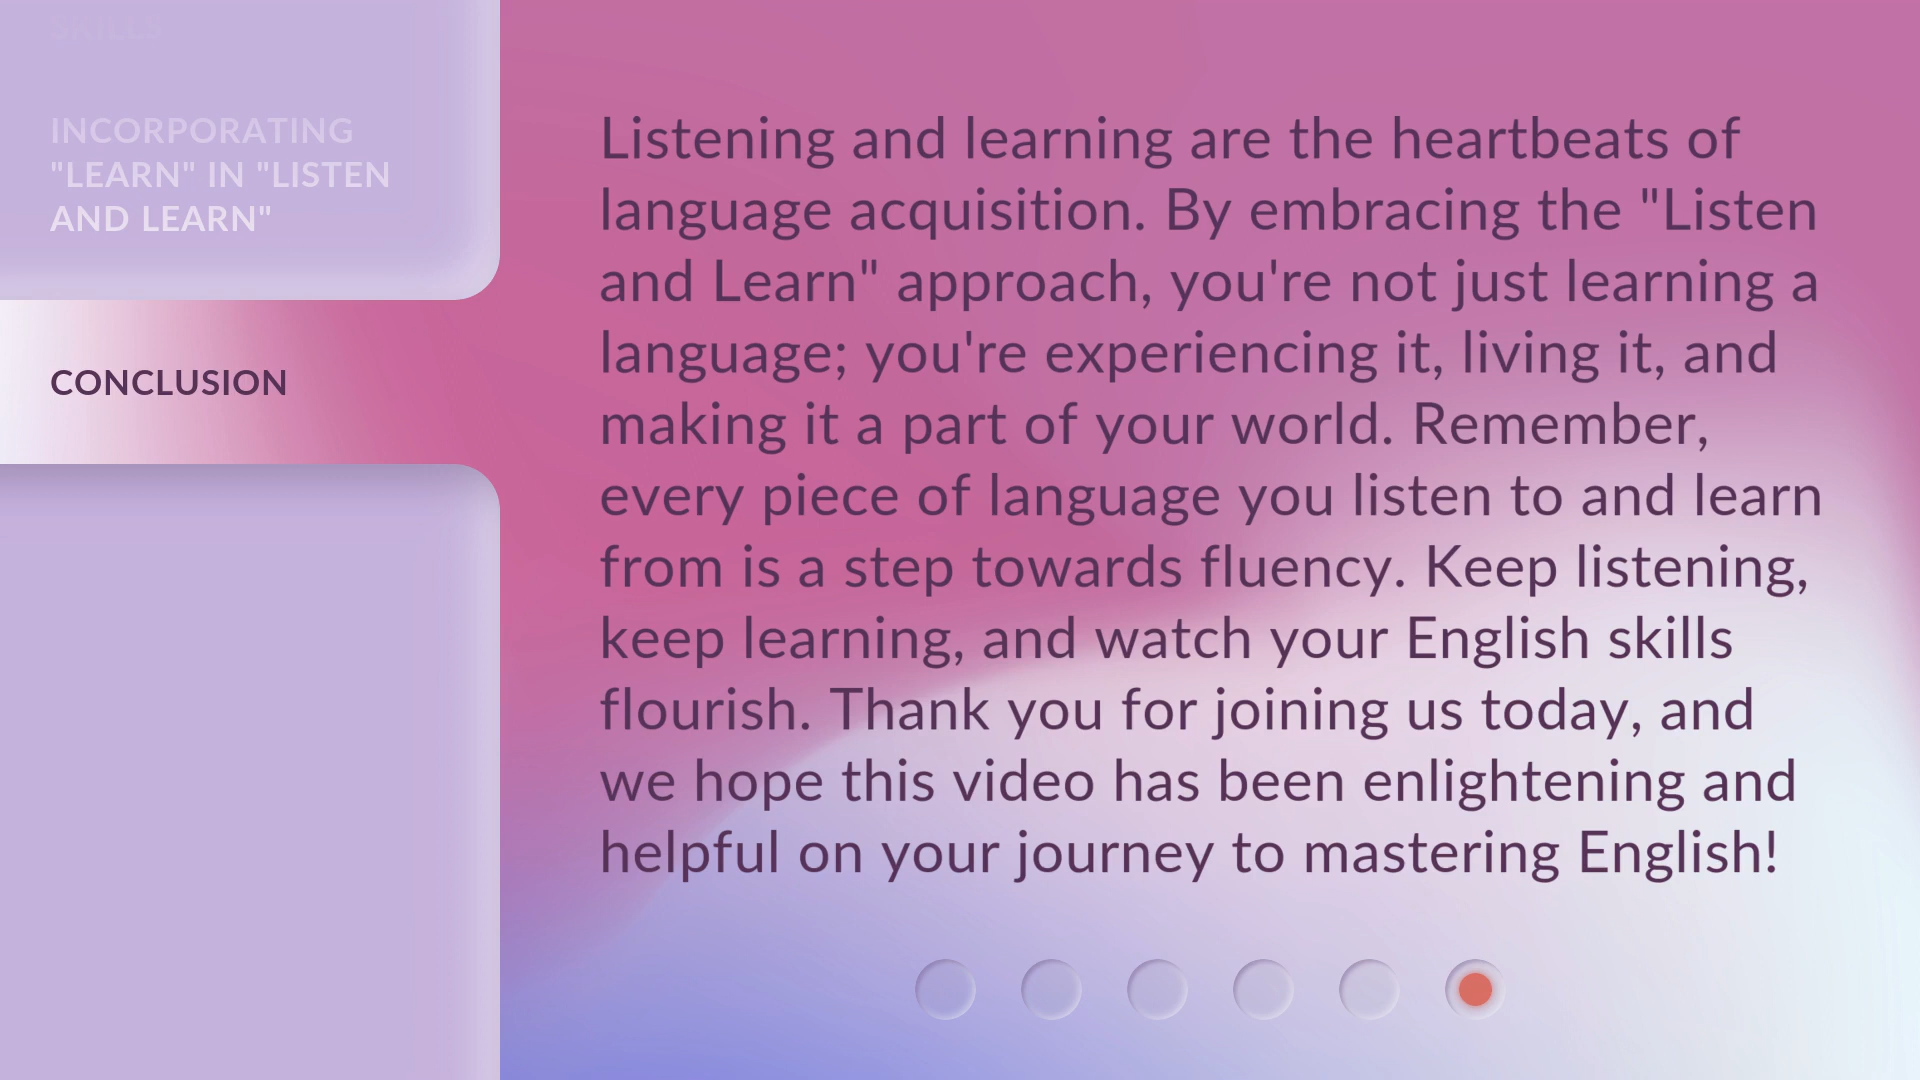 SKILLS
INCORPORATING
"LEARN" IN "LISTEN
AND LEARN"
CONCLUSION
Listening and learning are the heartbeats of
language acquisition. By embracing the "Listen
and Learn" approach, you're not just learning a
language; you're experiencing it, living it, and
making it a part of your world. Remember,
every piece of language you listen to and learn
from is a step towards fluency. Keep listening,
keep learning, and watch your English skills
flourish. Thank you for joining us today, and
we hope this video has been enlightening and
helpful on your journey to mastering English!